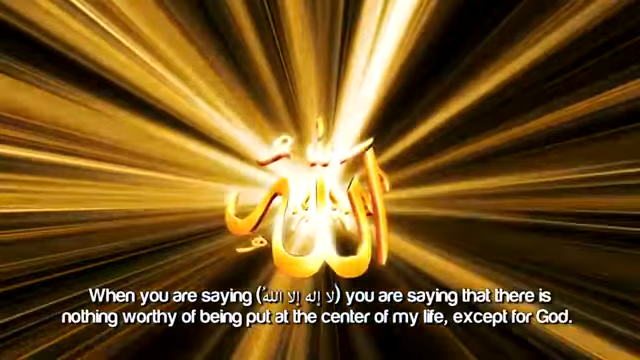 الله
When you are saying (لا إله إلا اللهُ) you are saying that there is
nothing worthy of being put at the center of my life, except for God.